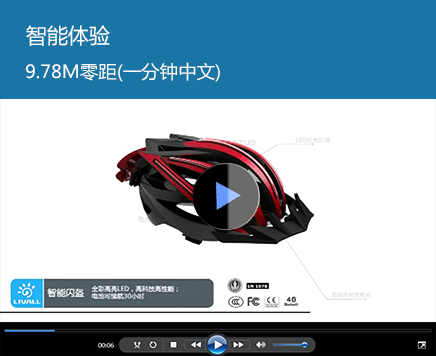 智能体验
9.78M零距(一分钟中文)
LED
LIVALL
智能闪盔
全彩高亮LED，高科技高性能；
电池可续航30小时
EN 1078
CCC FC CE 4.0
00:06